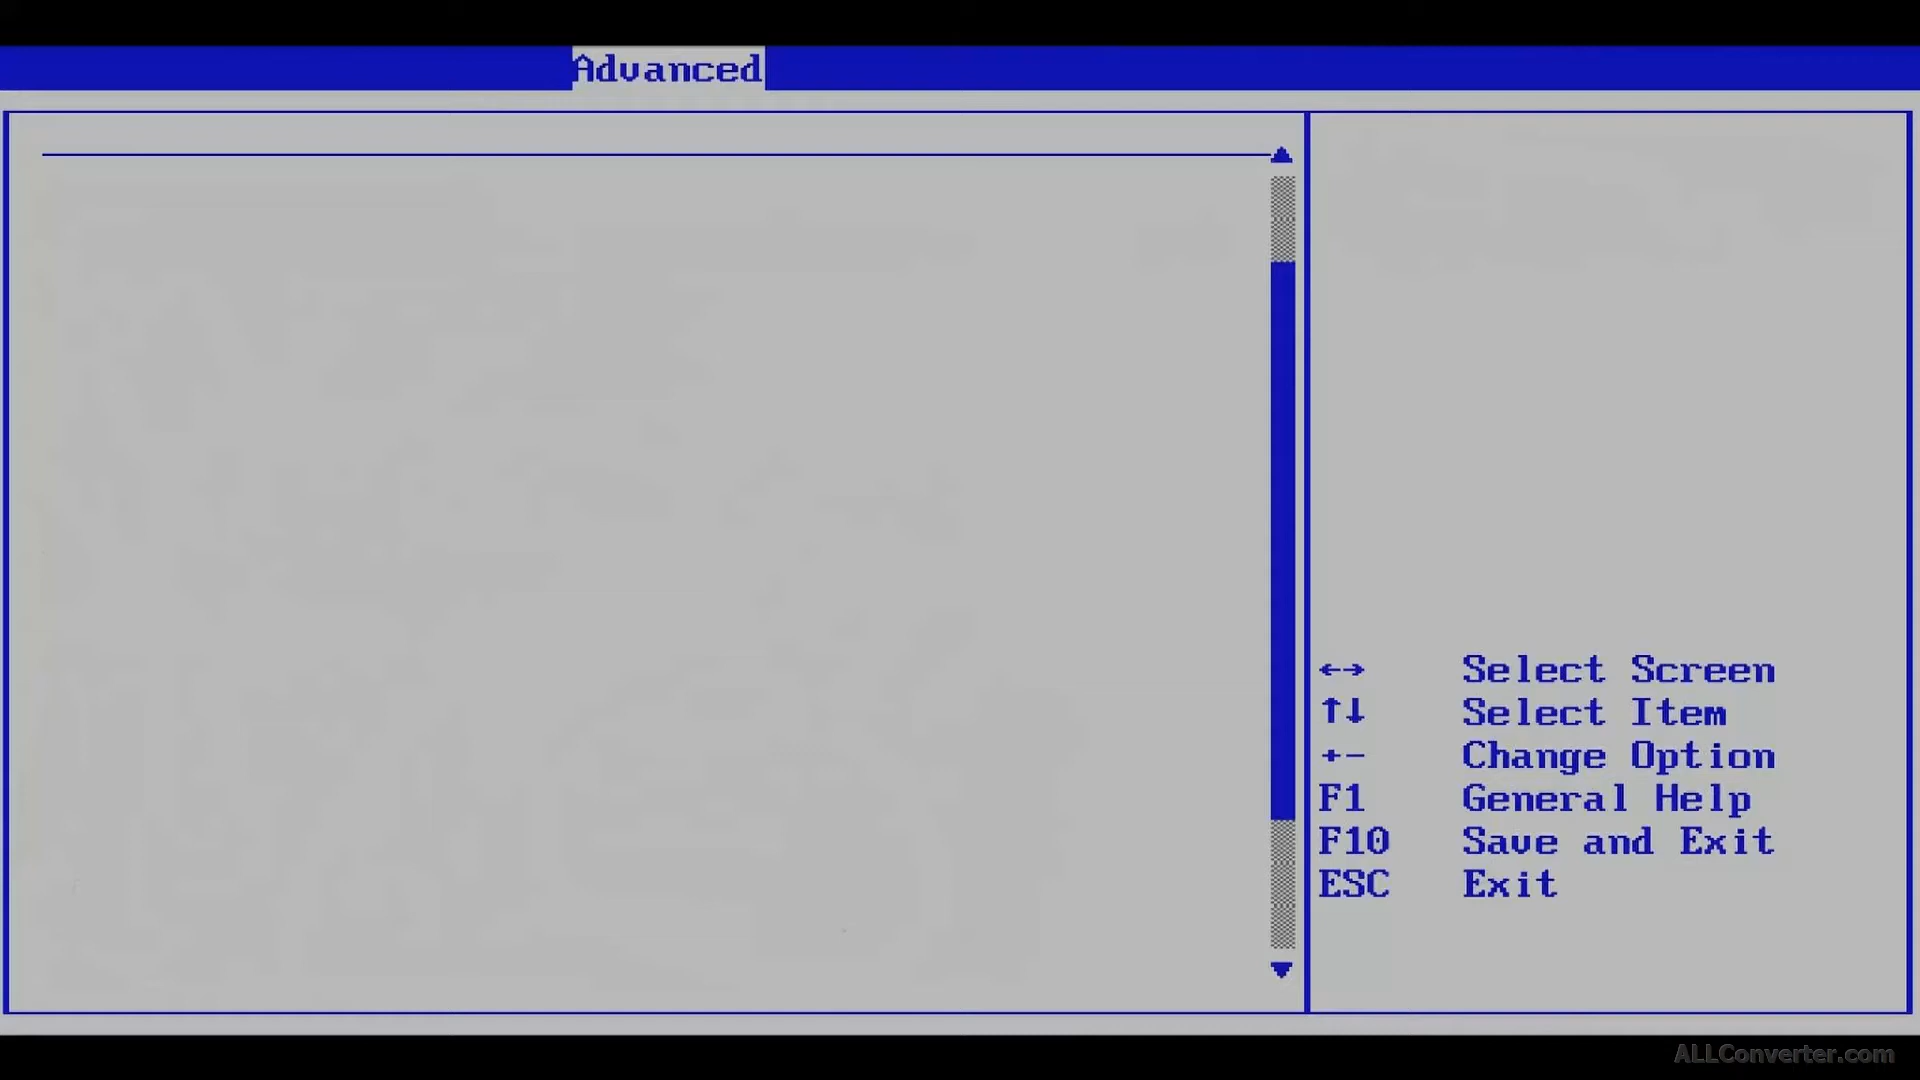 Advanced
←→ Select Screen
↑↓ Select Item
+- Change Option
F1 General Help
F10 Save and Exit
ESC Exit
ALLConverter.com